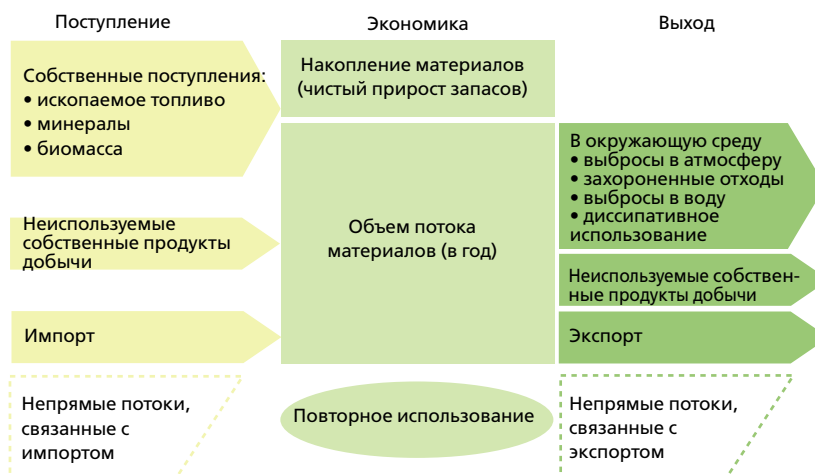 Поступление
Экономика
Выход
Собственные поступления:
• ископаемое топливо
• минералы
• биомасса
Неиспользуемые
собственные продукты
добычи
Импорт
Непрямые потоки,
связанные с
импортом
Накопление материалов
(чистый прирост запасов)
Объем потока
материалов (в год)
Повторное использование
В окружающую среду
• выбросы в атмосферу
• захороненные отходы
• выбросы в воду
• диссипативное
использование
Неиспользуемые собствен-
ные продукты добычи
Экспорт
Непрямые потоки,
связанные с
экспортом